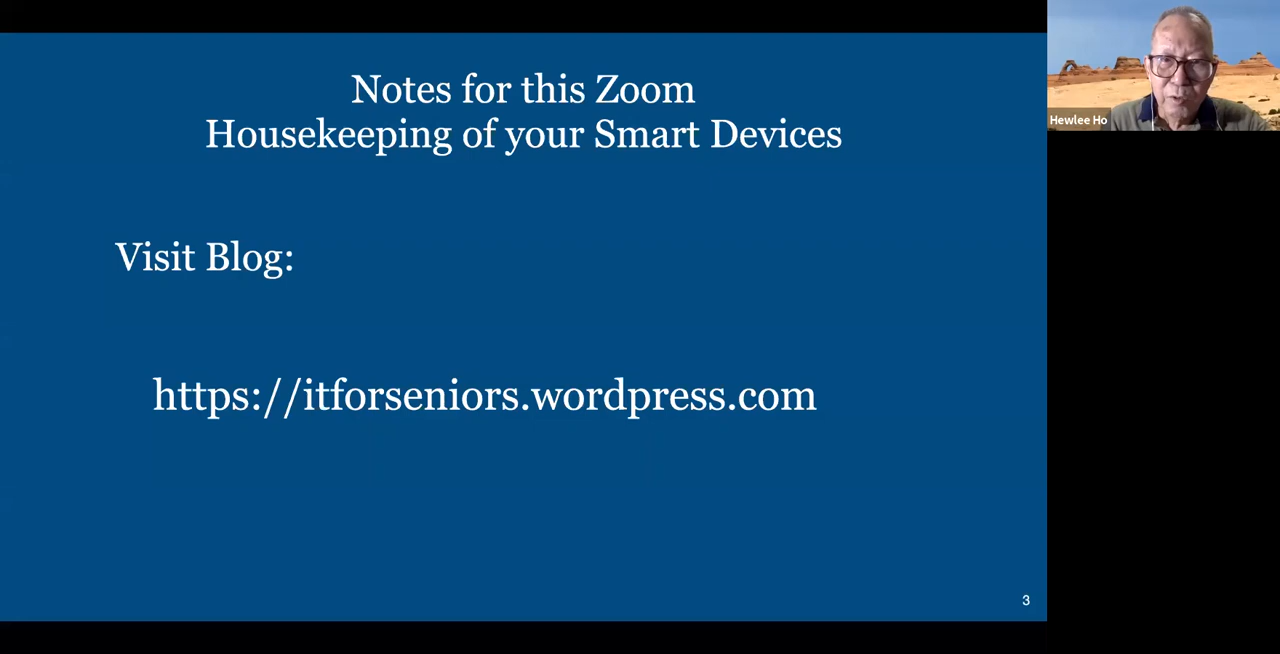 Notes for this Zoom
Housekeeping of your Smart Devices
Visit Blog:
https://itforseniors.wordpress.com
3
Hewlee Ho